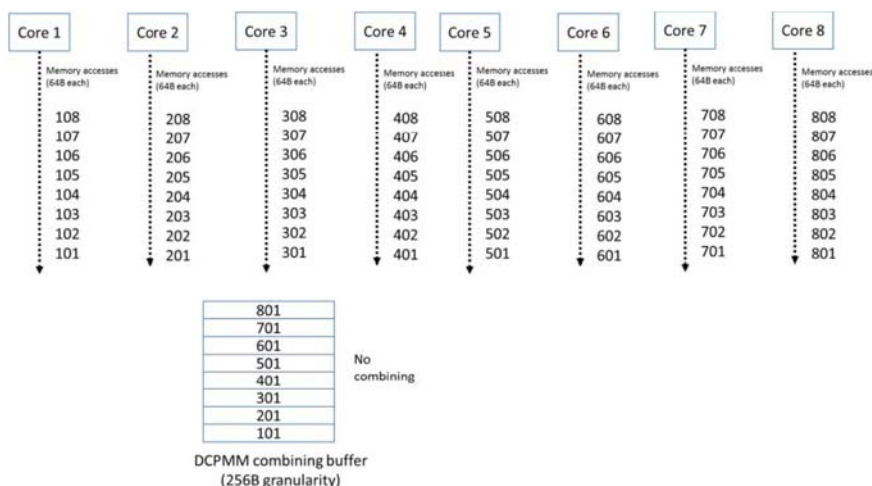 Core 1 Core 2 Core 3 Core 4 Core 5 Core 6 Core 7 Core 8
Memory accesses Memory accesses Memory accesses Memory accesses Memory accesses Memory accesses Memory accesses Memory accesses
(64B each) (64B each) (64B each) (64B each) (64B each) (64B each) (64B each) (64B each)
108 208 308 408 508 608 708 808
107 207 307 407 507 607 707 807
106 206 306 406 506 606 706 806
105 205 305 405 505 605 705 805
104 204 304 404 504 604 704 804
103 203 303 403 503 603 703 803
102 202 302 402 502 602 702 802
101 201 301 401 501 601 701 801
801
701
601
501
401
301
201
101
No
combining
DCPMM combining buffer
(256B granularity)